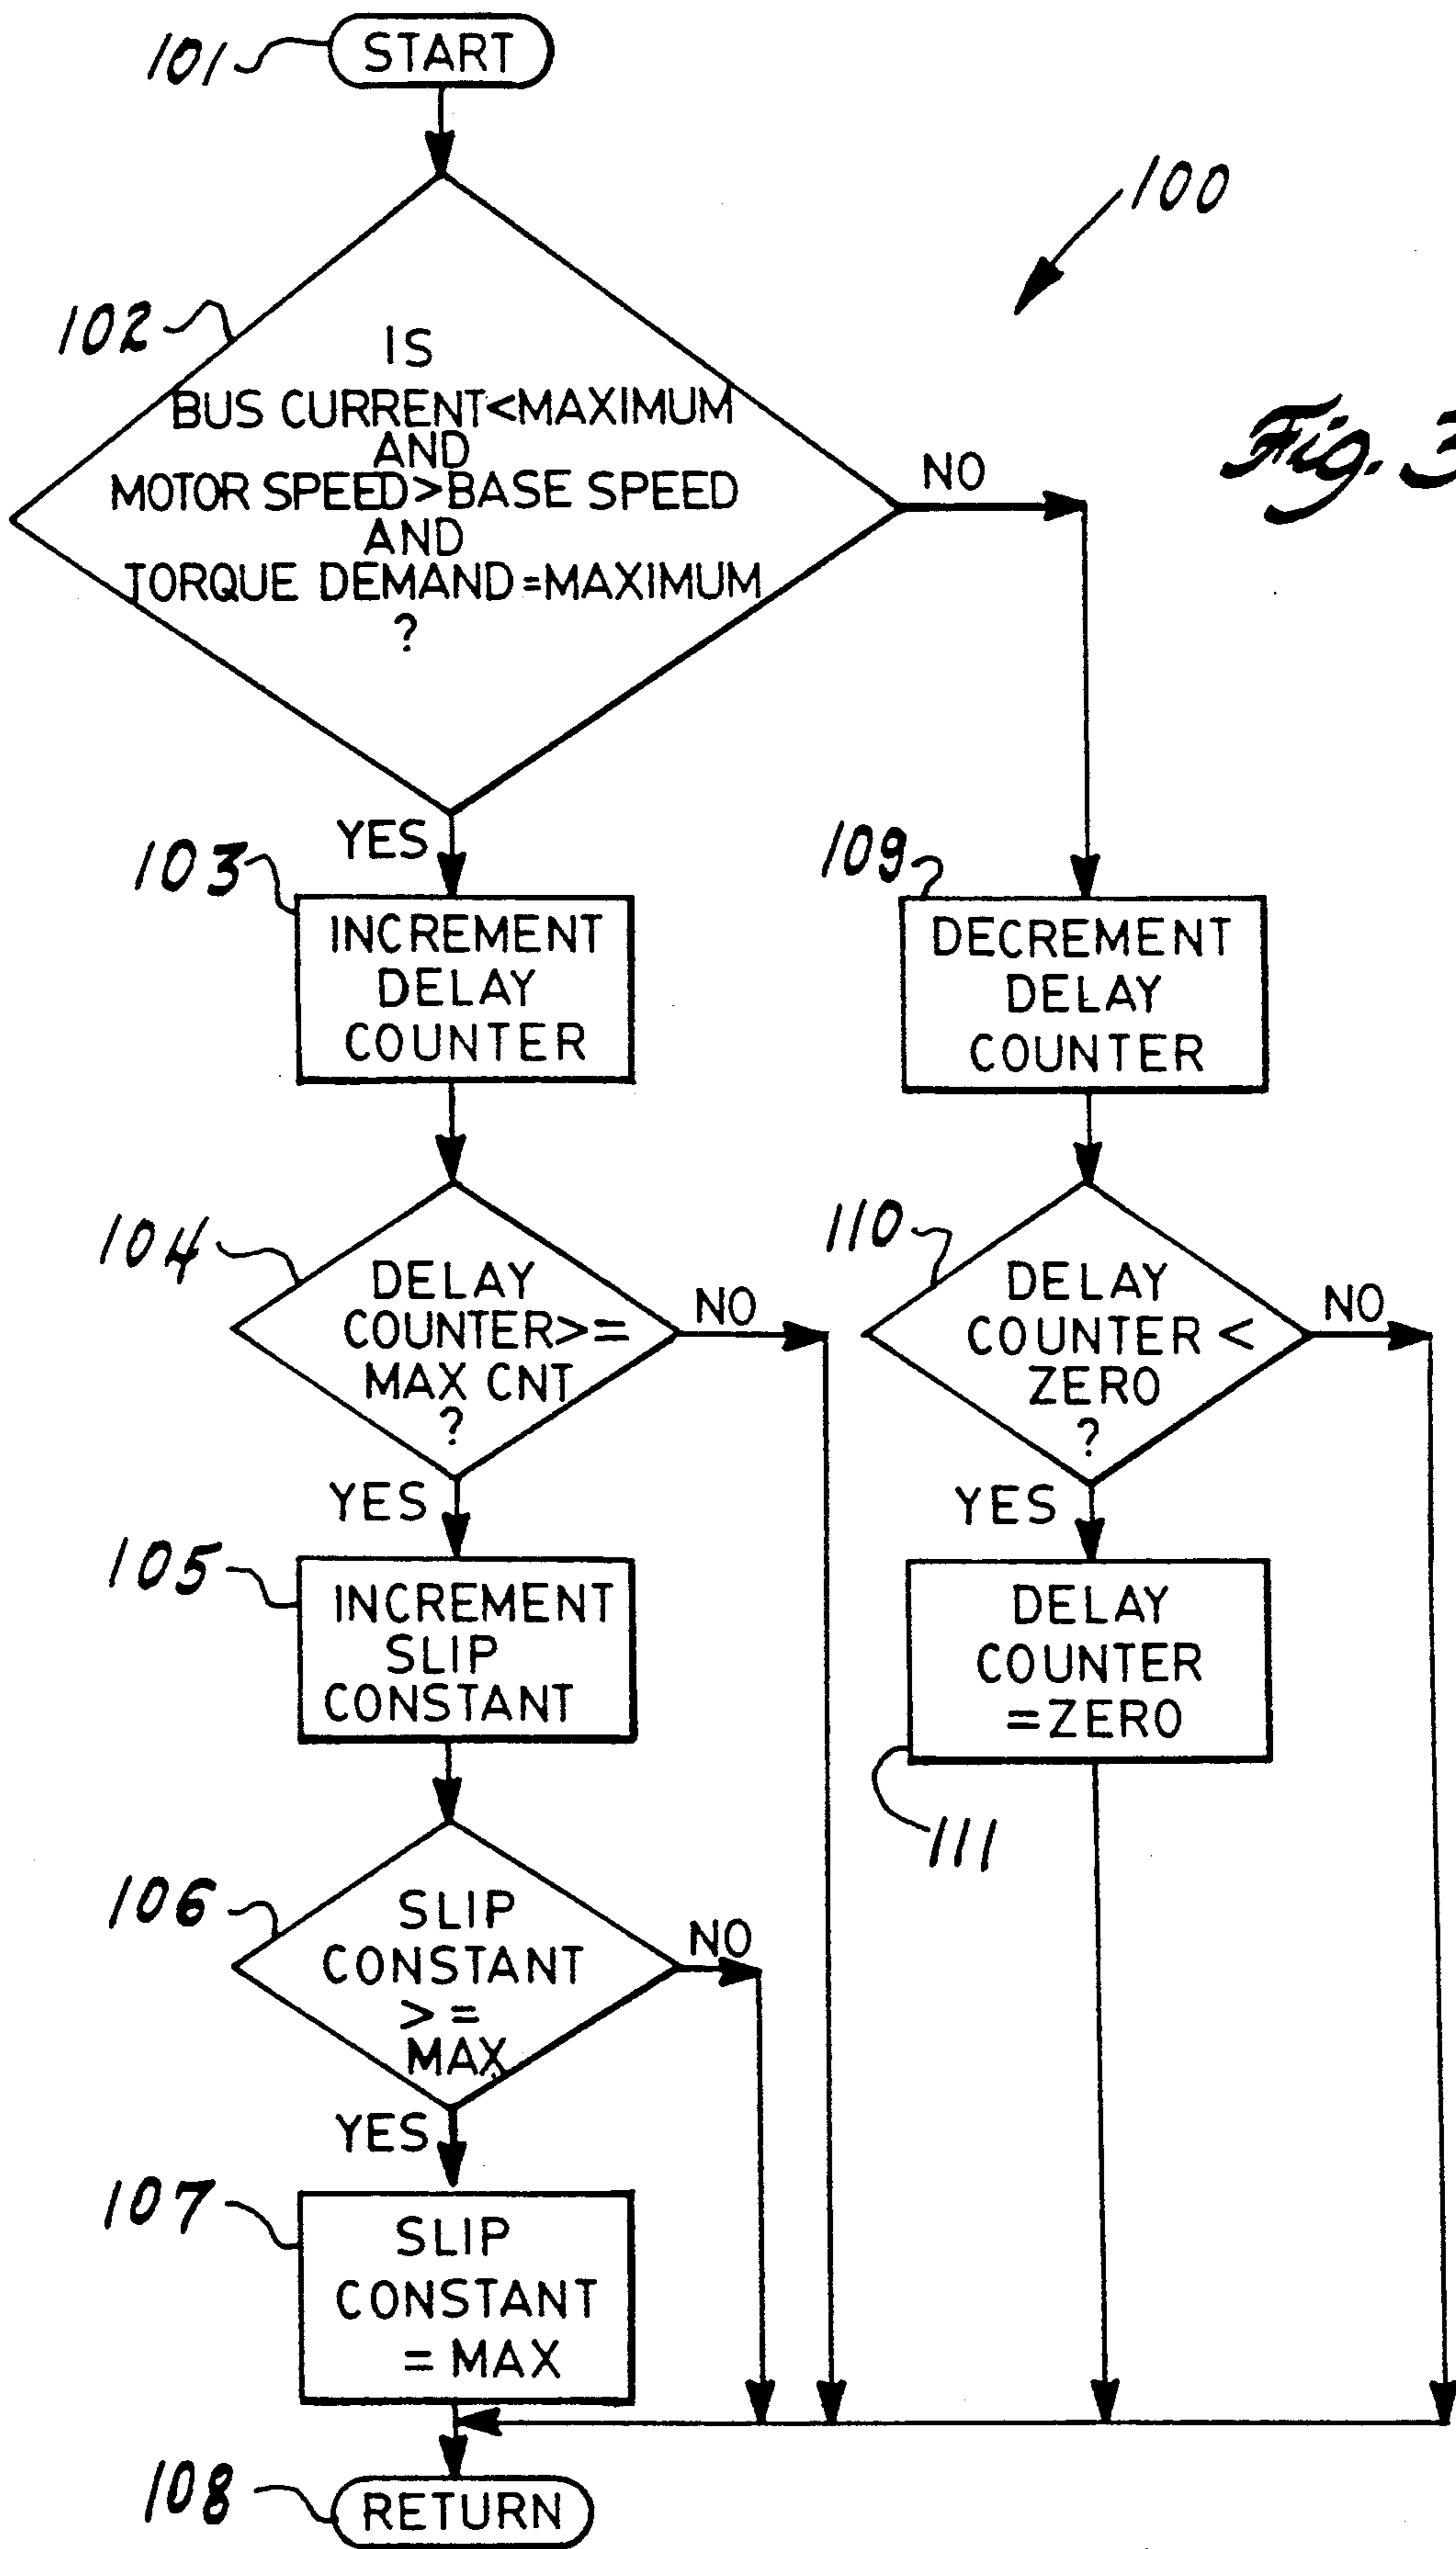 101
START
100
102
IS
BUS CURRENT<MAXIMUM
AND
MOTOR SPEED>BASE SPEED
AND
TORQUE DEMAND=MAXIMUM
?
NO
Fig. 3
YES
103
INCREMENT
DELAY
COUNTER
109
DECREMENT
DELAY
COUNTER
104
DELAY
COUNTER>=
MAX CNT
?
NO
110
DELAY
COUNTER <
ZERO
?
NO
YES
YES
105
INCREMENT
SLIP
CONSTANT
DELAY
COUNTER
=ZERO
111
106
SLIP
CONSTANT
>=
MAX
NO
YES
107
SLIP
CONSTANT
= MAX
108
RETURN